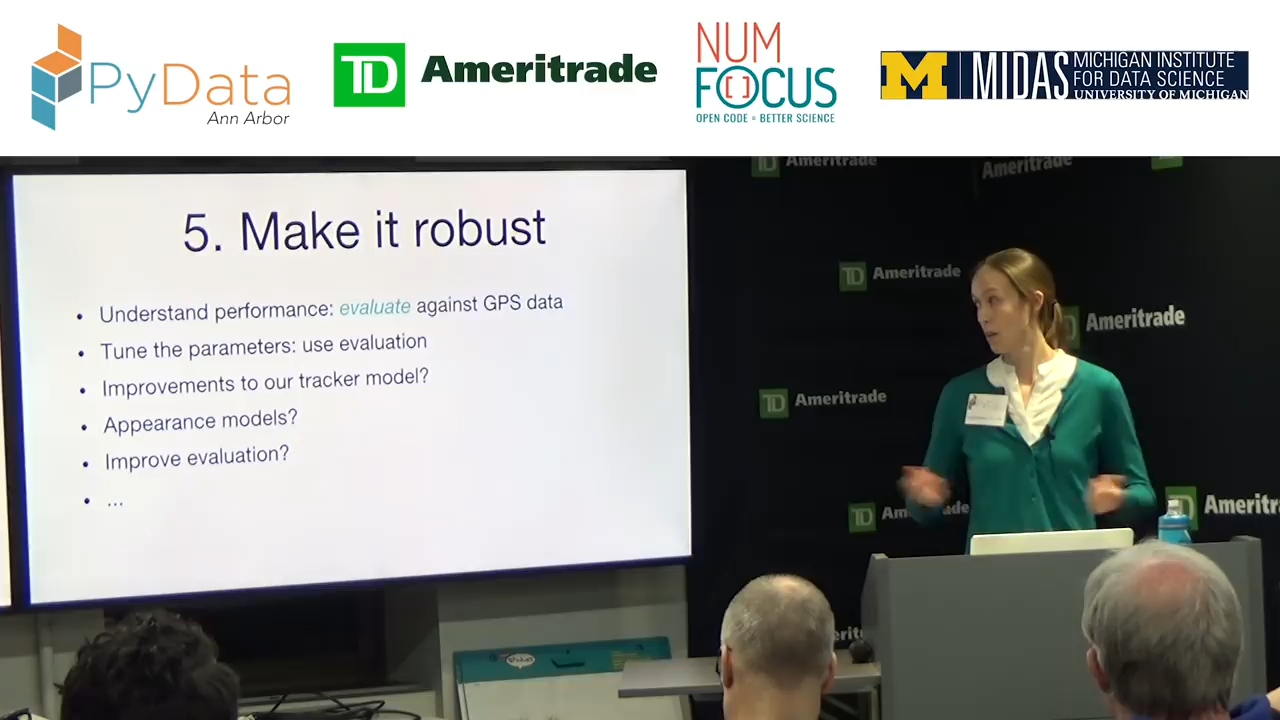 PyData
Ann Arbor
TD Ameritrade
NUM
FOCUS
OPEN CODE = BETTER SCIENCE
M MIDAS
MICHIGAN INSTITUTE
FOR DATA SCIENCE
UNIVERSITY OF MICHIGAN
5. Make it robust
• Understand performance: evaluate against GPS data
• Tune the parameters: use evaluation
• Improvements to our tracker model?
• Appearance models?
• Improve evaluation?
• ...
TD Ameritrade
Ameritrade
TD Ameritrade
TD Ameritrade
TD Ameritrade
TD
TD